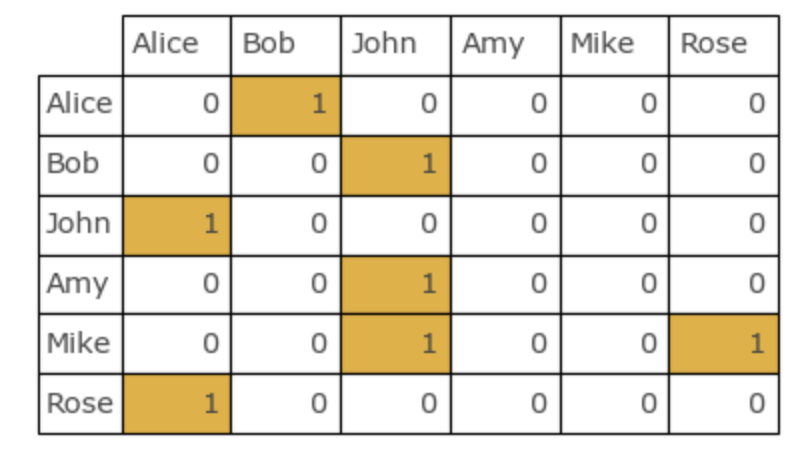 Alice Bob John Amy Mike Rose
Alice 0 1 0 0 0 0
Bob 0 0 1 0 0 0
John 1 0 0 0 0 0
Amy 0 0 1 0 0 0
Mike 0 0 1 0 0 1
Rose 1 0 0 0 0 0